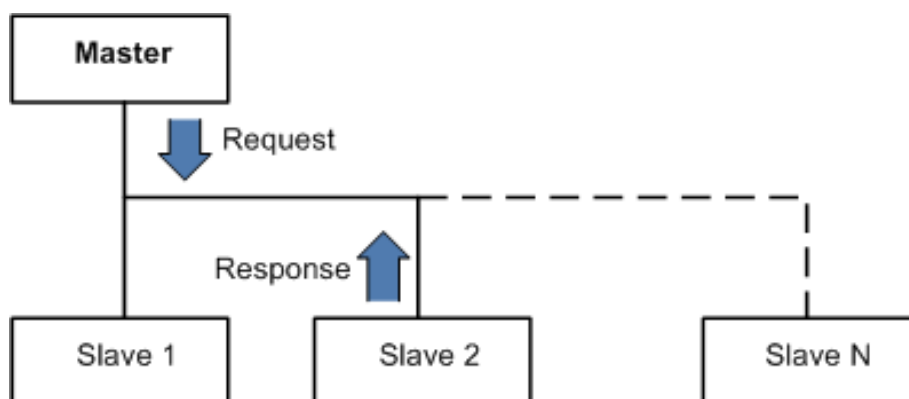 Master
Request
Response
Slave 1
Slave 2
Slave N